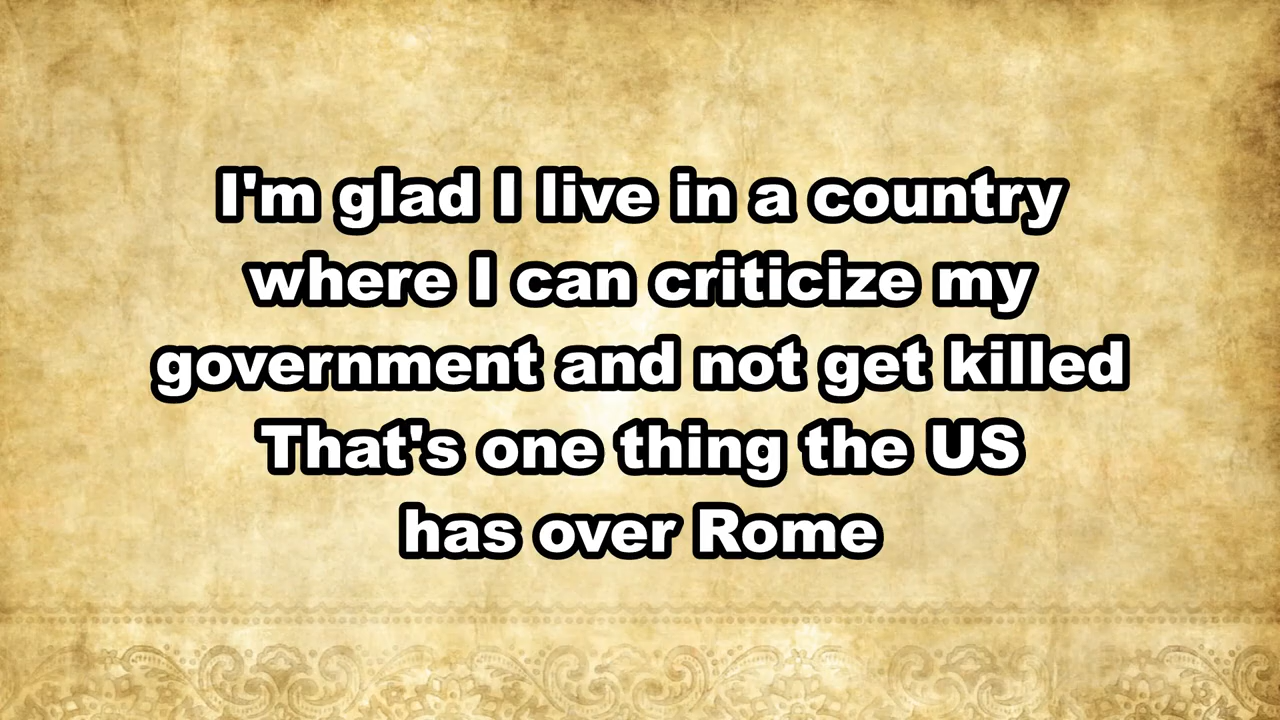 I'm glad I live in a country
where I can criticize my
government and not get killed
That's one thing the US
has over Rome